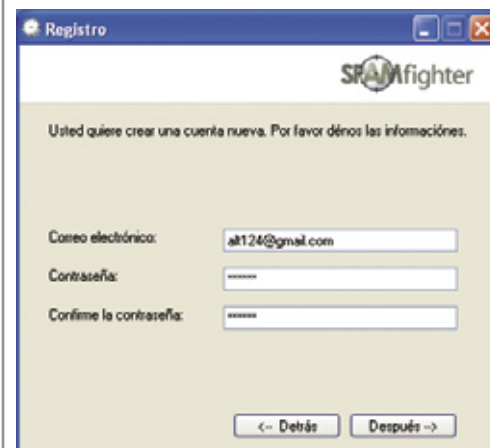 Registro
SPAMfighter
Usted quiere crear una cuenta nueva. Por favor dénos las informaciónes.
Correo electrónico:
alt124@gmail.com
Contraseña:
Confirme la contraseña:
<-- Detrás
Después -->